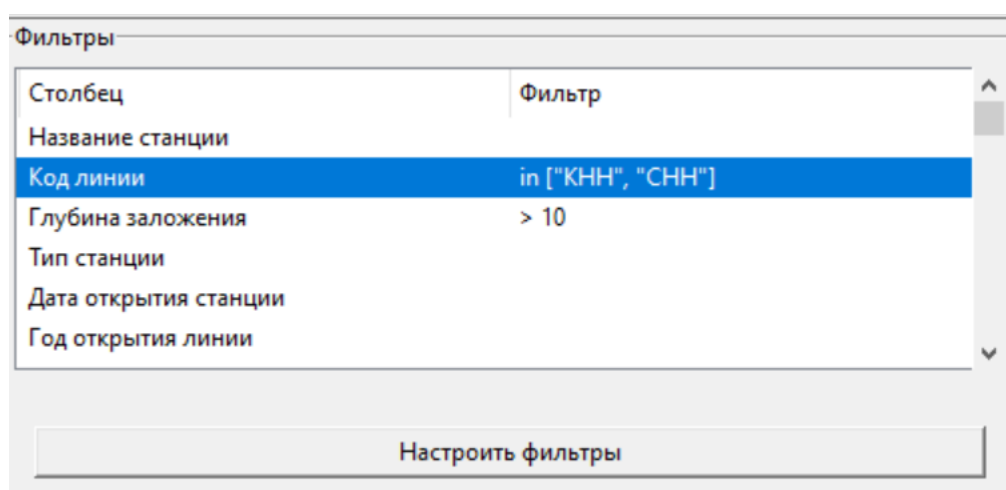 Фильтры
Столбец Фильтр
Название станции
Код линии in ["КНН", "СНН"]
Глубина заложения > 10
Тип станции
Дата открытия станции
Год открытия линии
Настроить фильтры